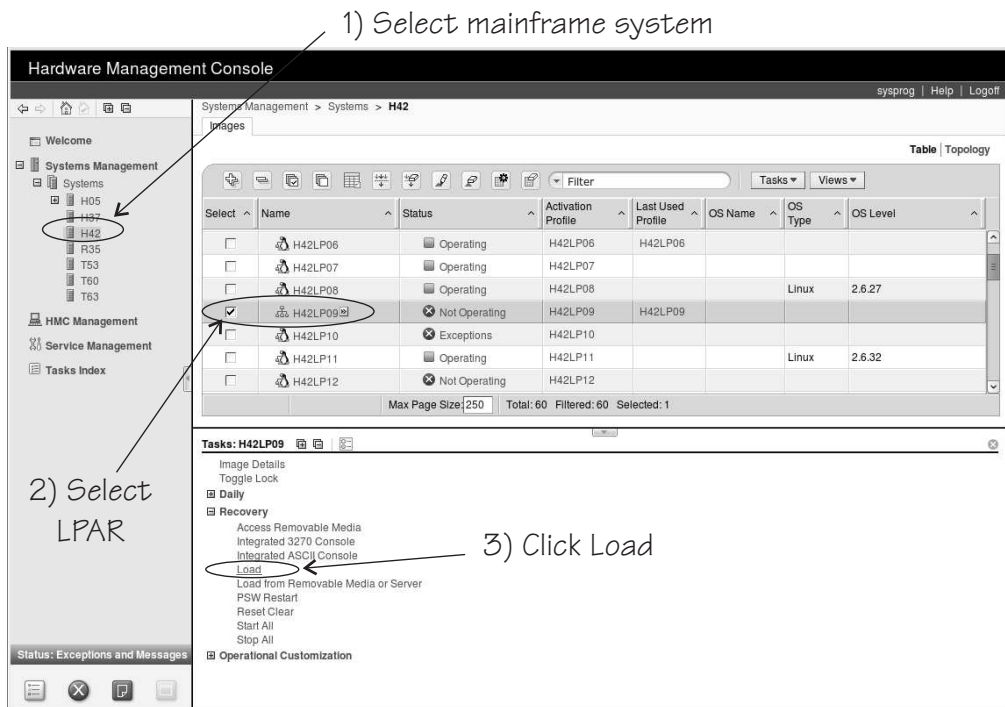 1) Select mainframe system
Hardware Management Console
sysprog | Help | Logoff
Systems Management > Systems > H42
Images
Welcome
Systems Management
Systems
H05
H37
H42
R35
T53
T60
T63
HMC Management
Service Management
Tasks Index
Table | Topology
Filter
Tasks Views
Select Name Status Activation Profile Last Used Profile OS Name OS Type OS Level
H42LP06 Operating H42LP06 H42LP06
H42LP07 Operating H42LP07
H42LP08 Operating H42LP08 Linux 2.6.27
H42LP09 Not Operating H42LP09 H42LP09
H42LP10 Exceptions H42LP10
H42LP11 Operating H42LP11 Linux 2.6.32
H42LP12 Not Operating H42LP12
Max Page Size: 250 Total: 60 Filtered: 60 Selected: 1
2) Select
LPAR
Tasks: H42LP09
Image Details
Toggle Lock
Daily
Recovery
Access Removable Media
Integrated 3270 Console
Integrated ASCII Console
Load
Load from Removable Media or Server
PSW Restart
Reset Clear
Start All
Stop All
Operational Customization
3) Click Load
Status: Exceptions and Messages